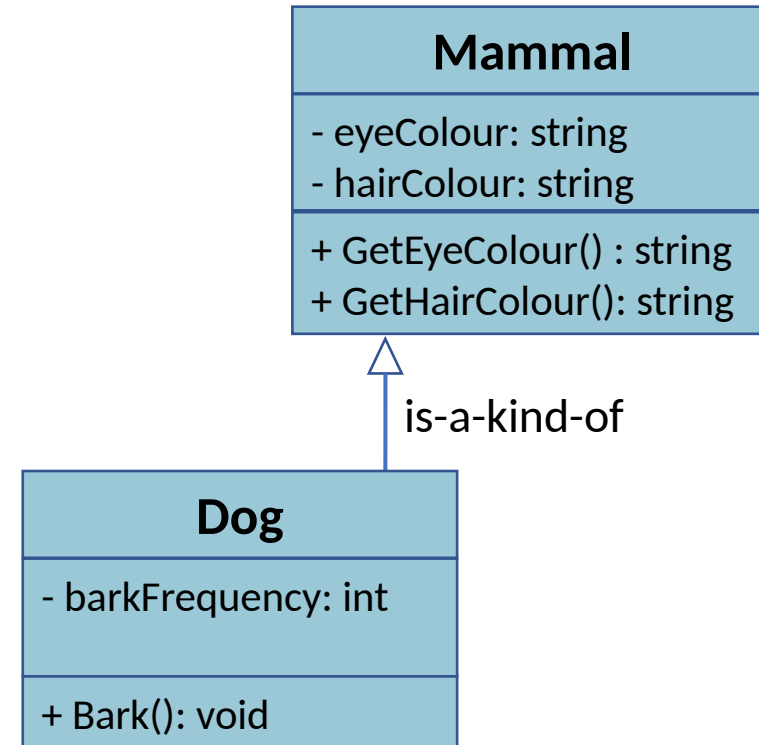 Mammal
- eyeColour: string
- hairColour: string
+ GetEyeColour() : string
+ GetHairColour(): string
is-a-kind-of
Dog
- barkFrequency: int
+ Bark(): void